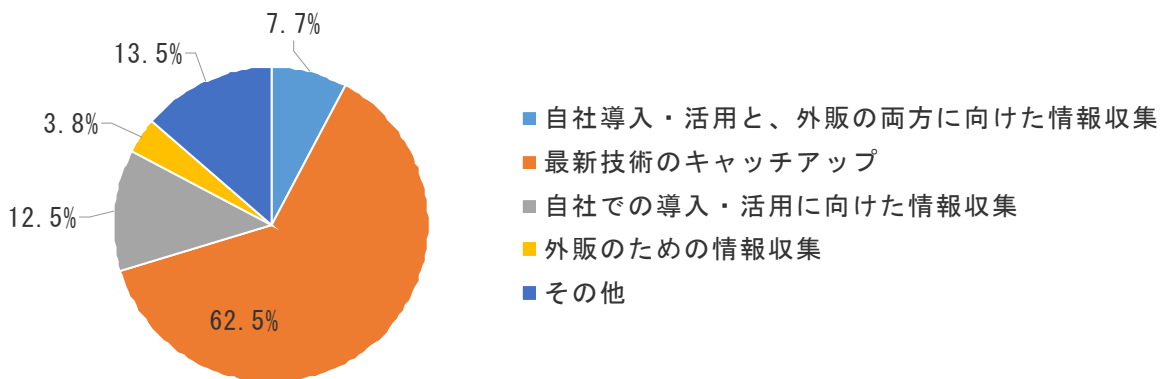 7.7%
13.5%
3.8%
12.5%
62.5%
自社導入・活用と、外販の両方に向けた情報収集
最新技術のキャッチアップ
自社での導入・活用に向けた情報収集
外販のための情報収集
その他